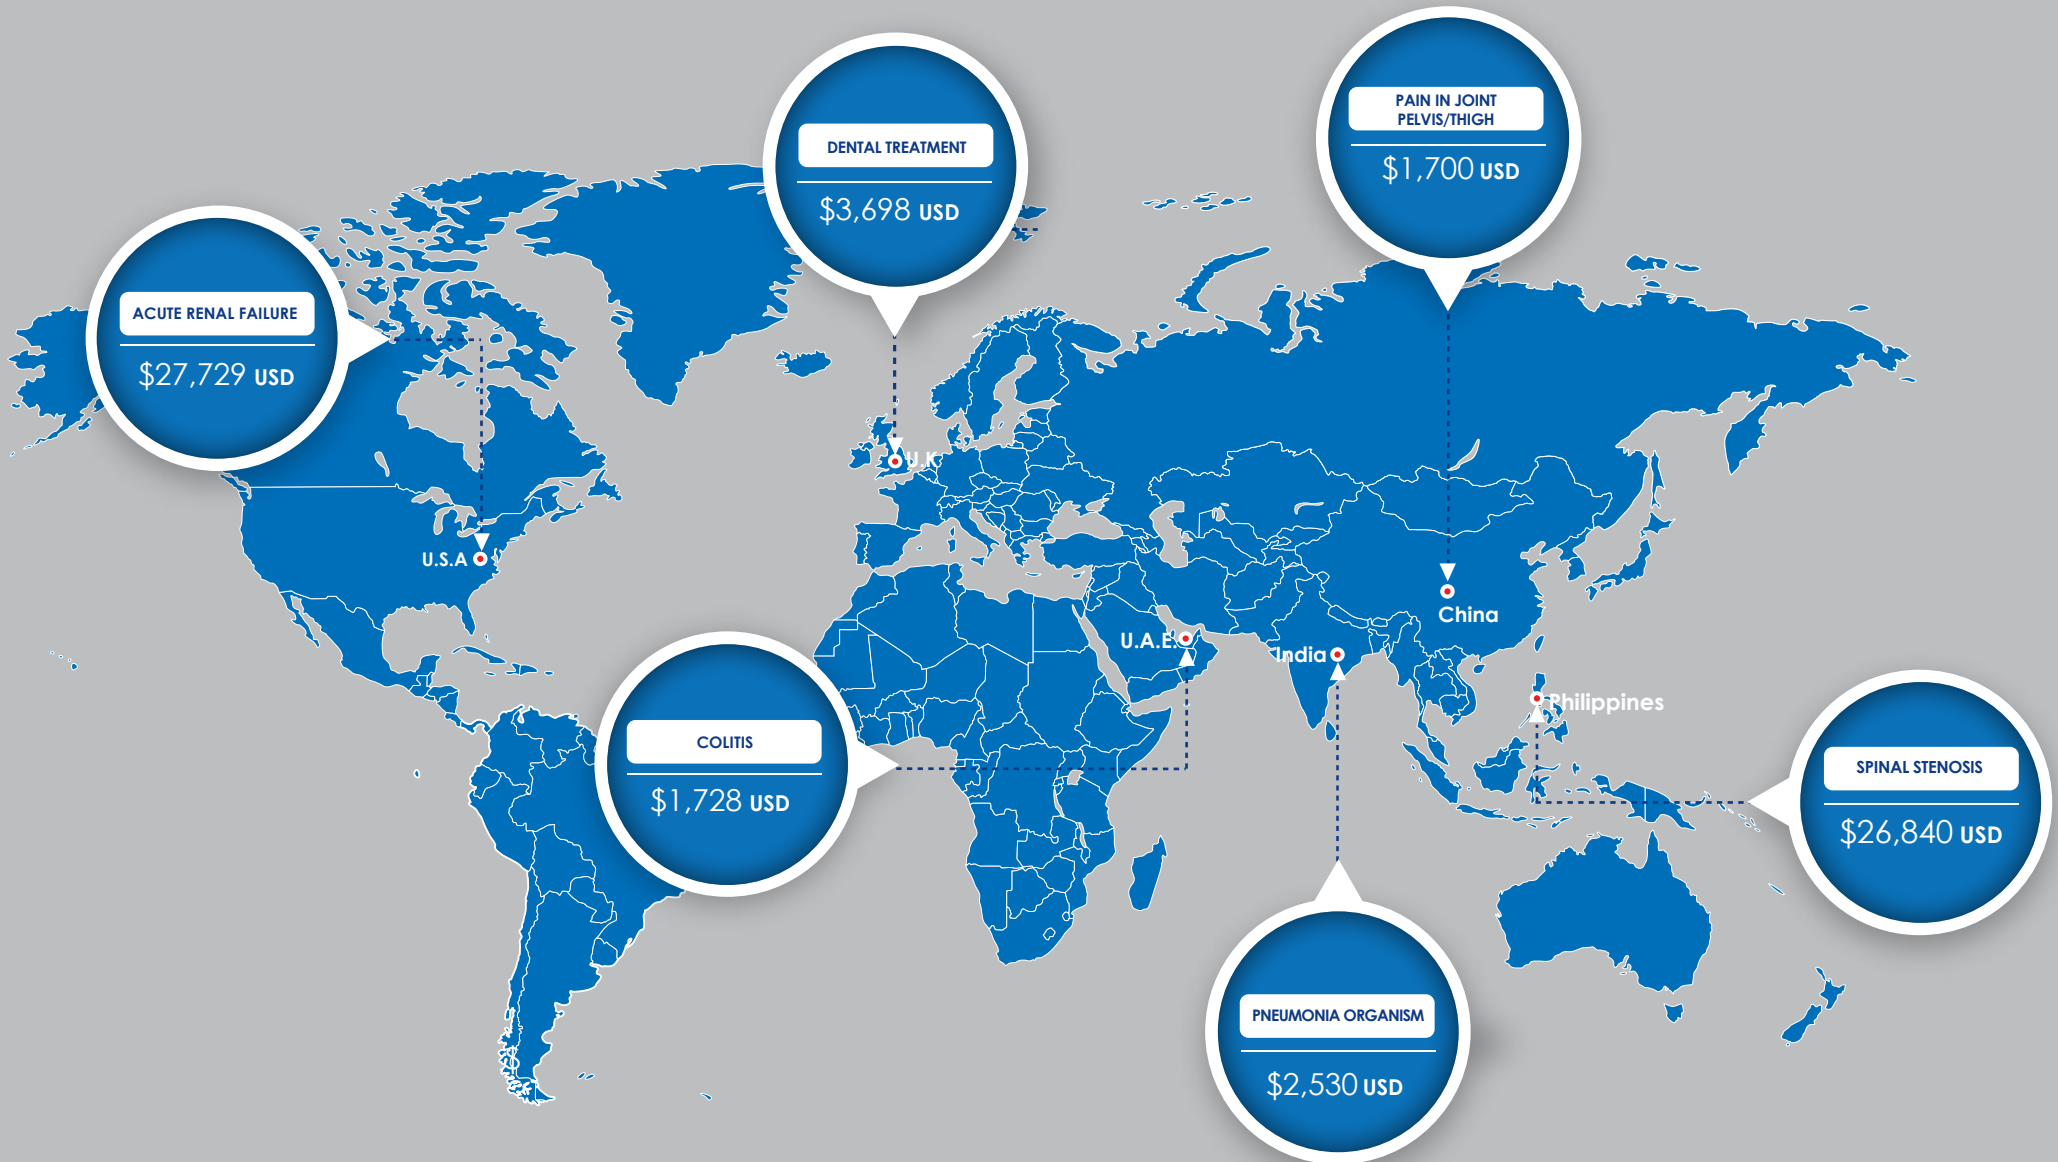 PAIN IN JOINT
PELVIS/THIGH
$1,700 USD
DENTAL TREATMENT
$3,698 USD
ACUTE RENAL FAILURE
$27,729 USD
U.K
U.S.A
China
U.A.E.
India
Philippines
COLITIS
$1,728 USD
SPINAL STENOSIS
$26,840 USD
PNEUMONIA ORGANISM
$2,530 USD
$